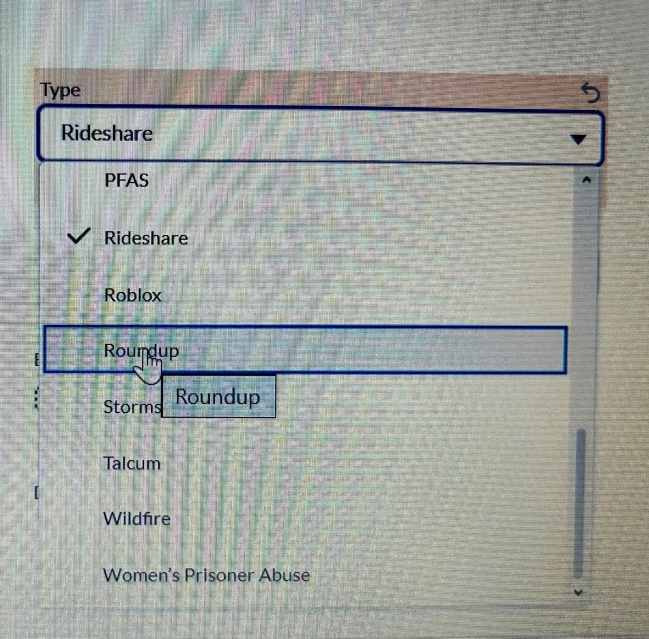 Type
Rideshare
PFAS
Rideshare
Roblox
Roundup
Roundup
Storms
Talcum
Wildfire
Women's Prisoner Abuse